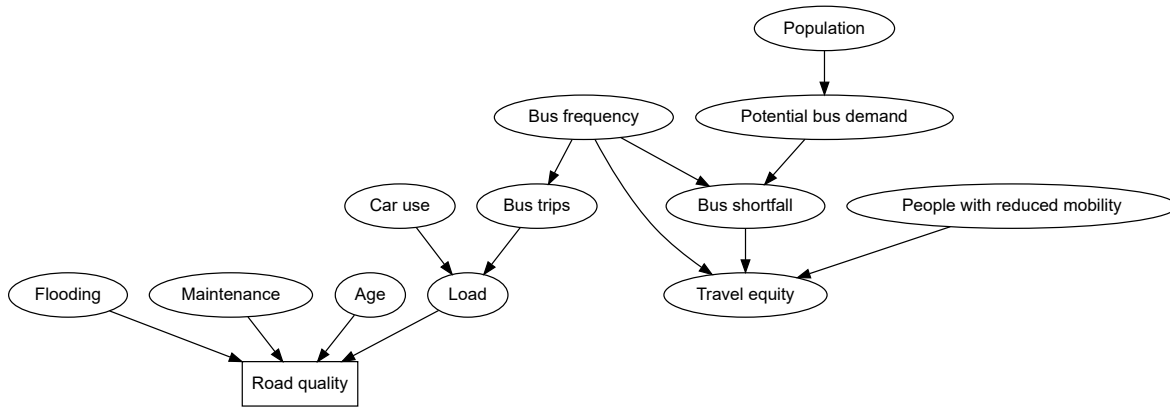 Population
Bus frequency
Potential bus demand
Car use
Bus trips
Bus shortfall
People with reduced mobility
Flooding
Maintenance
Age
Load
Travel equity
Road quality